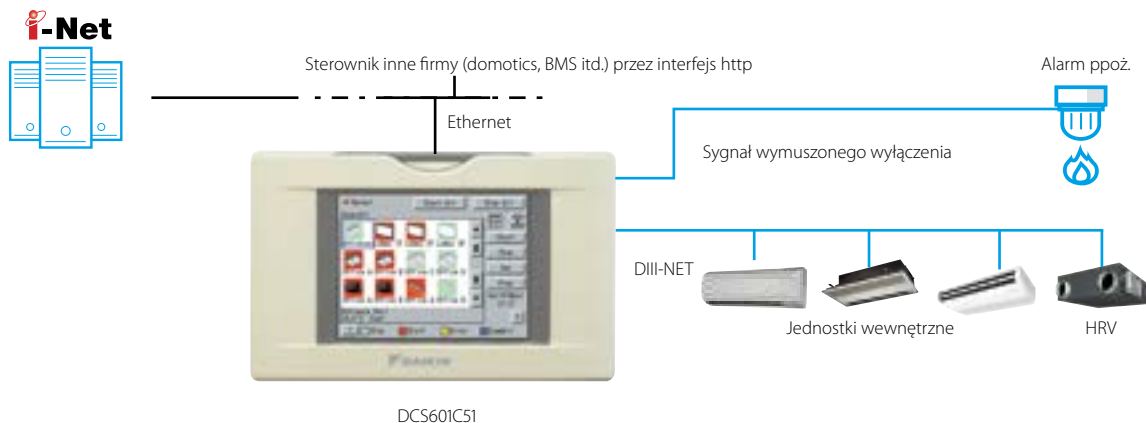 i-Net
Sterownik inne firmy (domotics, BMS itd.) przez interfejs http
Alarm ppoż.
Ethernet
Sygnał wymuszonego wyłączenia
DIII-NET
Jednostki wewnętrzne
HRV
DAIKIN
DCS601C51